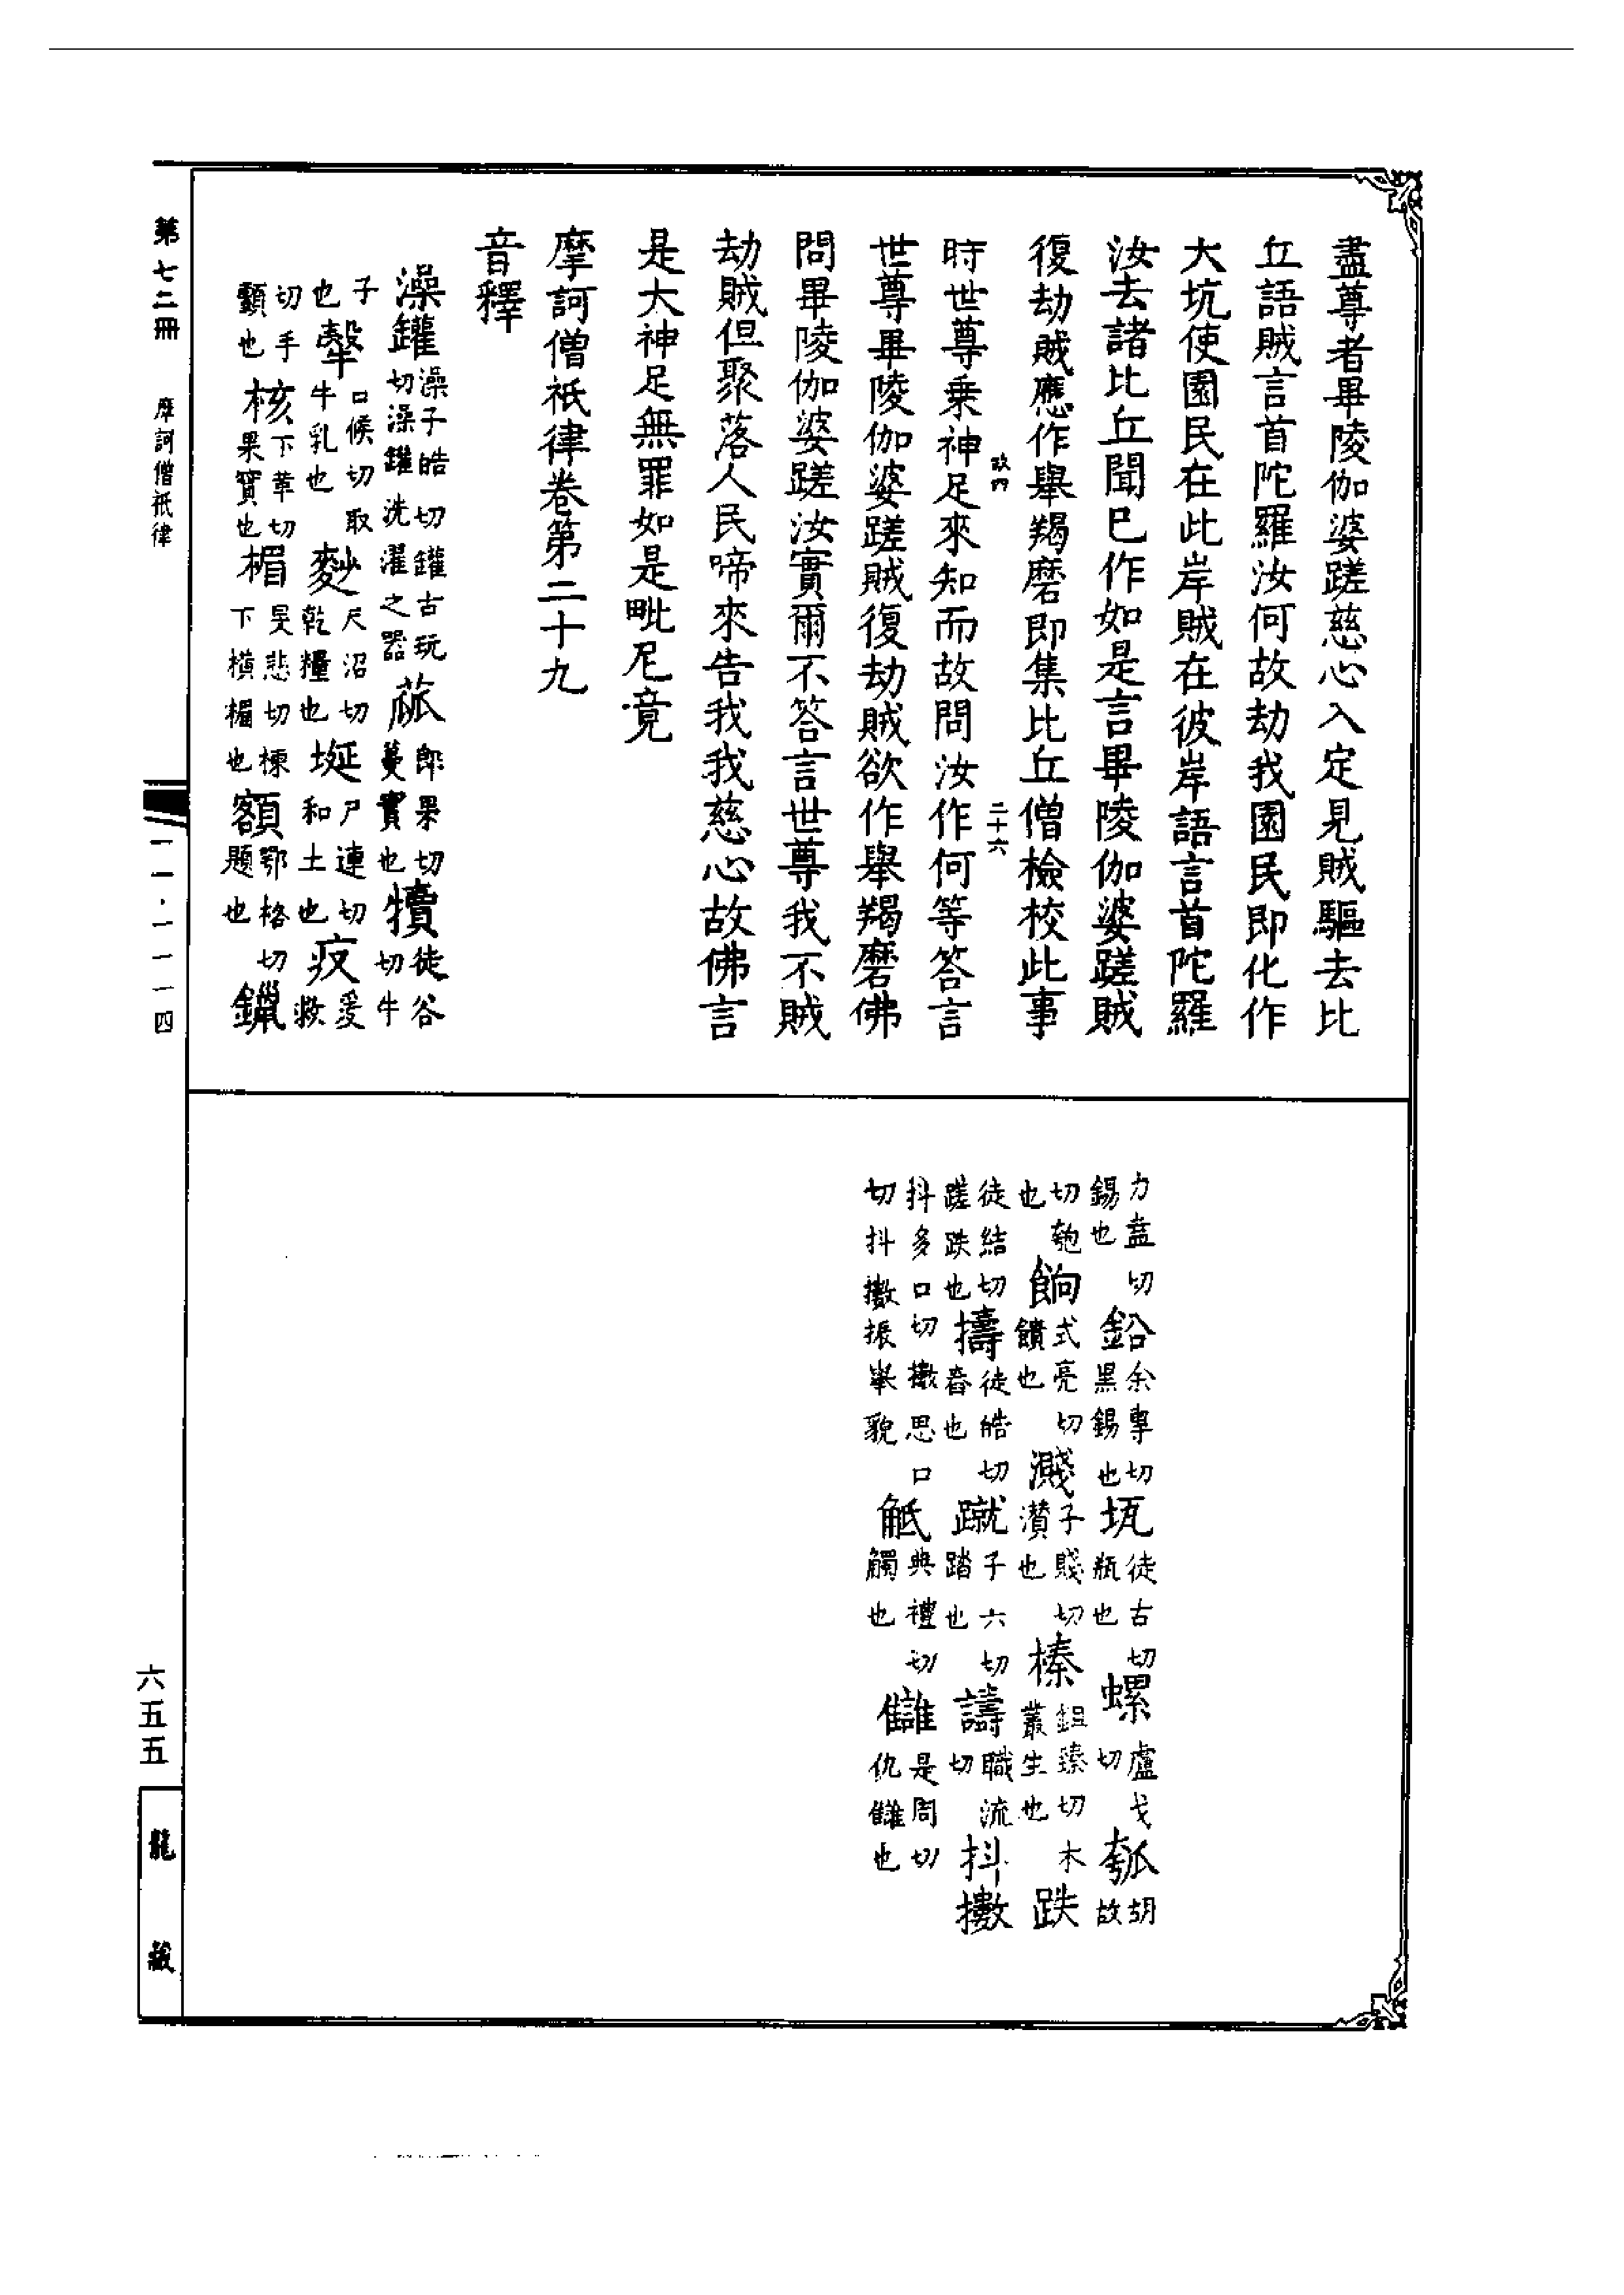 盡尊者畢陵伽婆蹉慈心入定見賊驅去比
丘語賊言首陀羅汝何故劫我園民即化作
大坑使園民在此岸賊在彼岸語言首陀羅
汝去諸比丘聞已作如是言畢陵伽婆蹉賊
復劫賊應作舉羯磨即集比丘僧檢校此事
政四 二十六
時世尊乗神足來知而故問汝作何等答言
世尊畢陵伽婆蹉賊復劫賊欲作舉羯磨佛
問畢陵伽婆蹉汝實爾不答言世尊我不賊
劫賊但聚落人民啼來告我我慈心故佛言
是大神足無罪如是毗尼竟
摩訶僧祇律卷第二十九
音釋
澡罐澡子皓切罐古玩切澡罐洗濯之器蓏郎果切蔓實也犢徒谷切牛
子也㲉口候切取牛乳也麨尺沼切乾糧也埏尸連切和土也㽱爰救
切手顫也核下革切果實也楣旻悲切楝下橫楣也額鄂格切題也鑞
力盍切錫也鉛余專切黑錫也瓨徒古切瓶也螺盧戈切瓠胡故
切匏也餉式亮切饋也濺子賤切灒也榛鉏臻切木叢生也跌
徒結切蹉跌也擣徒皓切舂也蹴子六切踏也譸職流切抖擻
抖多口切擻思口切抖擻振舉貌觝典禮切觸也讎是周切仇讎也
第七二冊 摩訶僧祇律
一一·一一一四
六五五
龍藏